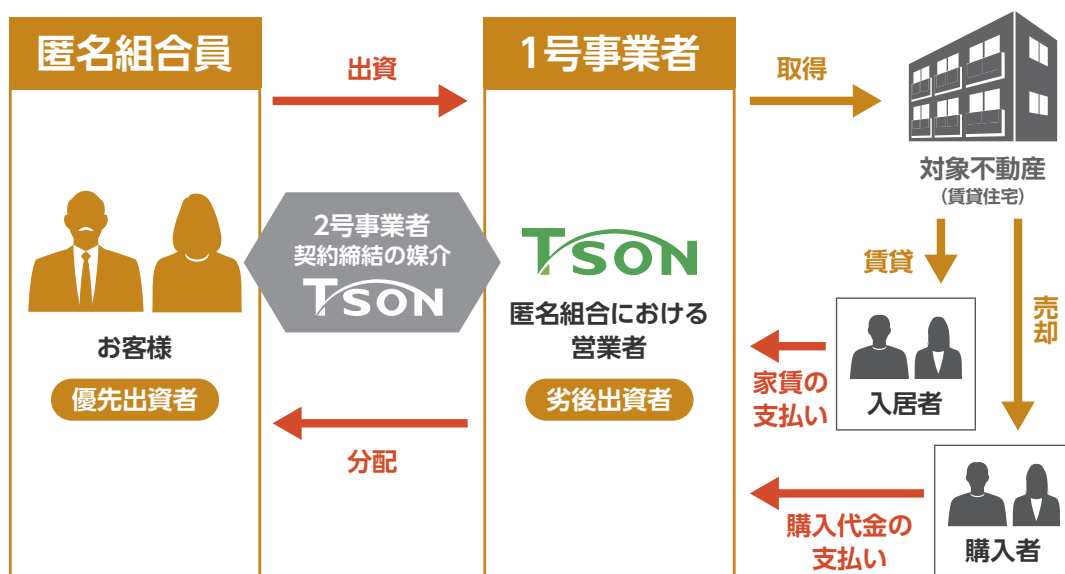 匿名組合員
出資
1号事業者
取得
対象不動産
(賃貸住宅)
2号事業者
契約締結の媒介
TSON
TSON
匿名組合における
営業者
お客様
優先出資者
劣後出資者
分配
賃貸
売却
入居者
家賃の
支払い
購入者
購入代金の
支払い